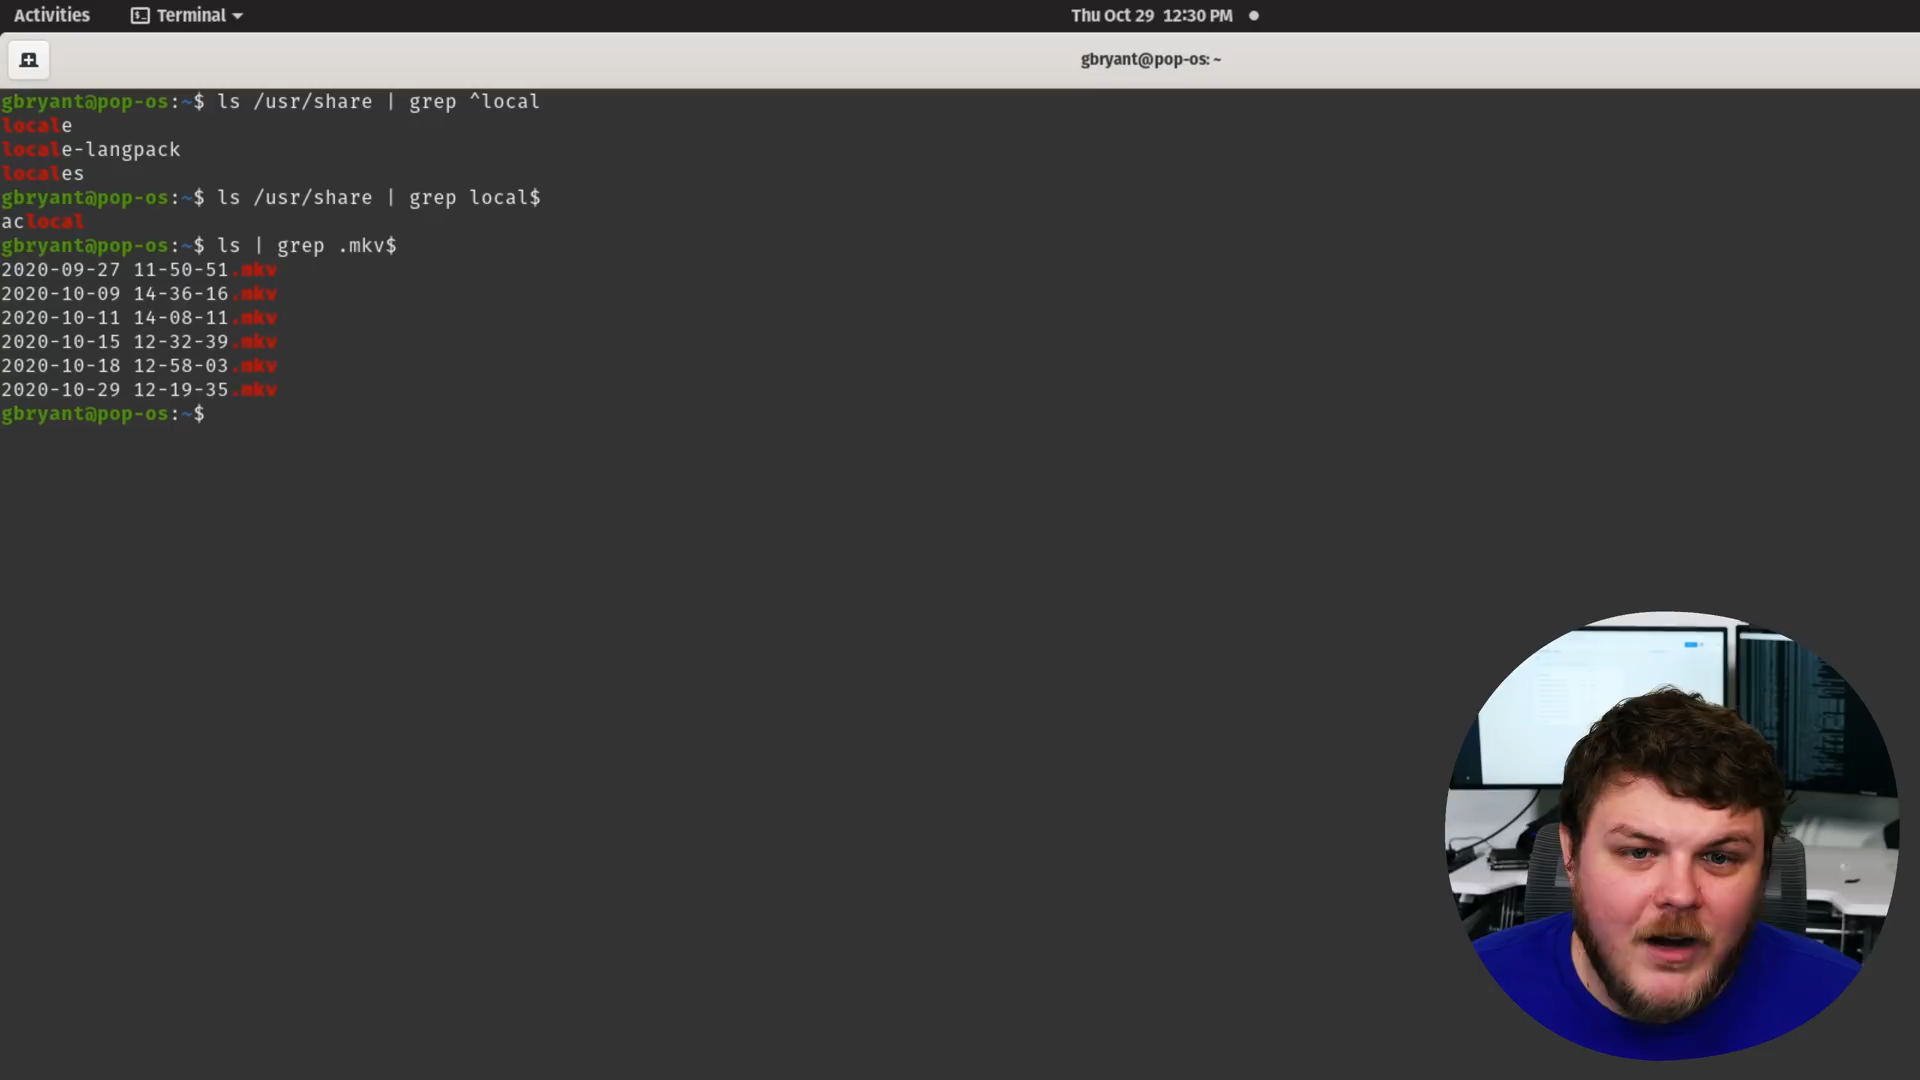 Activities
Terminal
Thu Oct 29 12:30 PM
gbryant@pop-os: ~
gbryant@pop-os:~$ ls /usr/share | grep ^local
locale
locale-langpack
locales
gbryant@pop-os:~$ ls /usr/share | grep local$
aclocal
gbryant@pop-os:~$ ls | grep .mkv$
2020-09-27 11-50-51.mkv
2020-10-09 14-36-16.mkv
2020-10-11 14-08-11.mkv
2020-10-15 12-32-39.mkv
2020-10-18 12-58-03.mkv
2020-10-29 12-19-35.mkv
gbryant@pop-os:~$